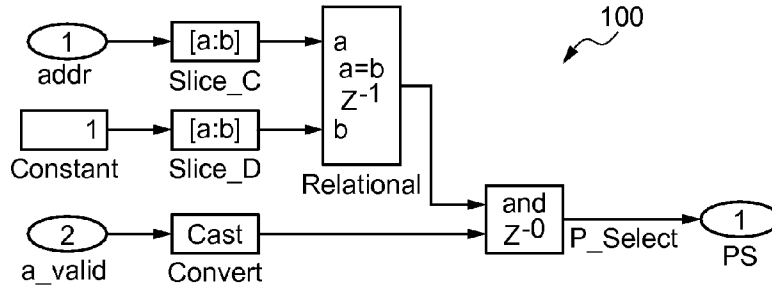 100
1
addr
[a:b]
Slice_C
a
a=b
Z-1
b
Relational
1
Constant
[a:b]
Slice_D
2
a_valid
Cast
Convert
and
Z-0
P_Select
1
PS